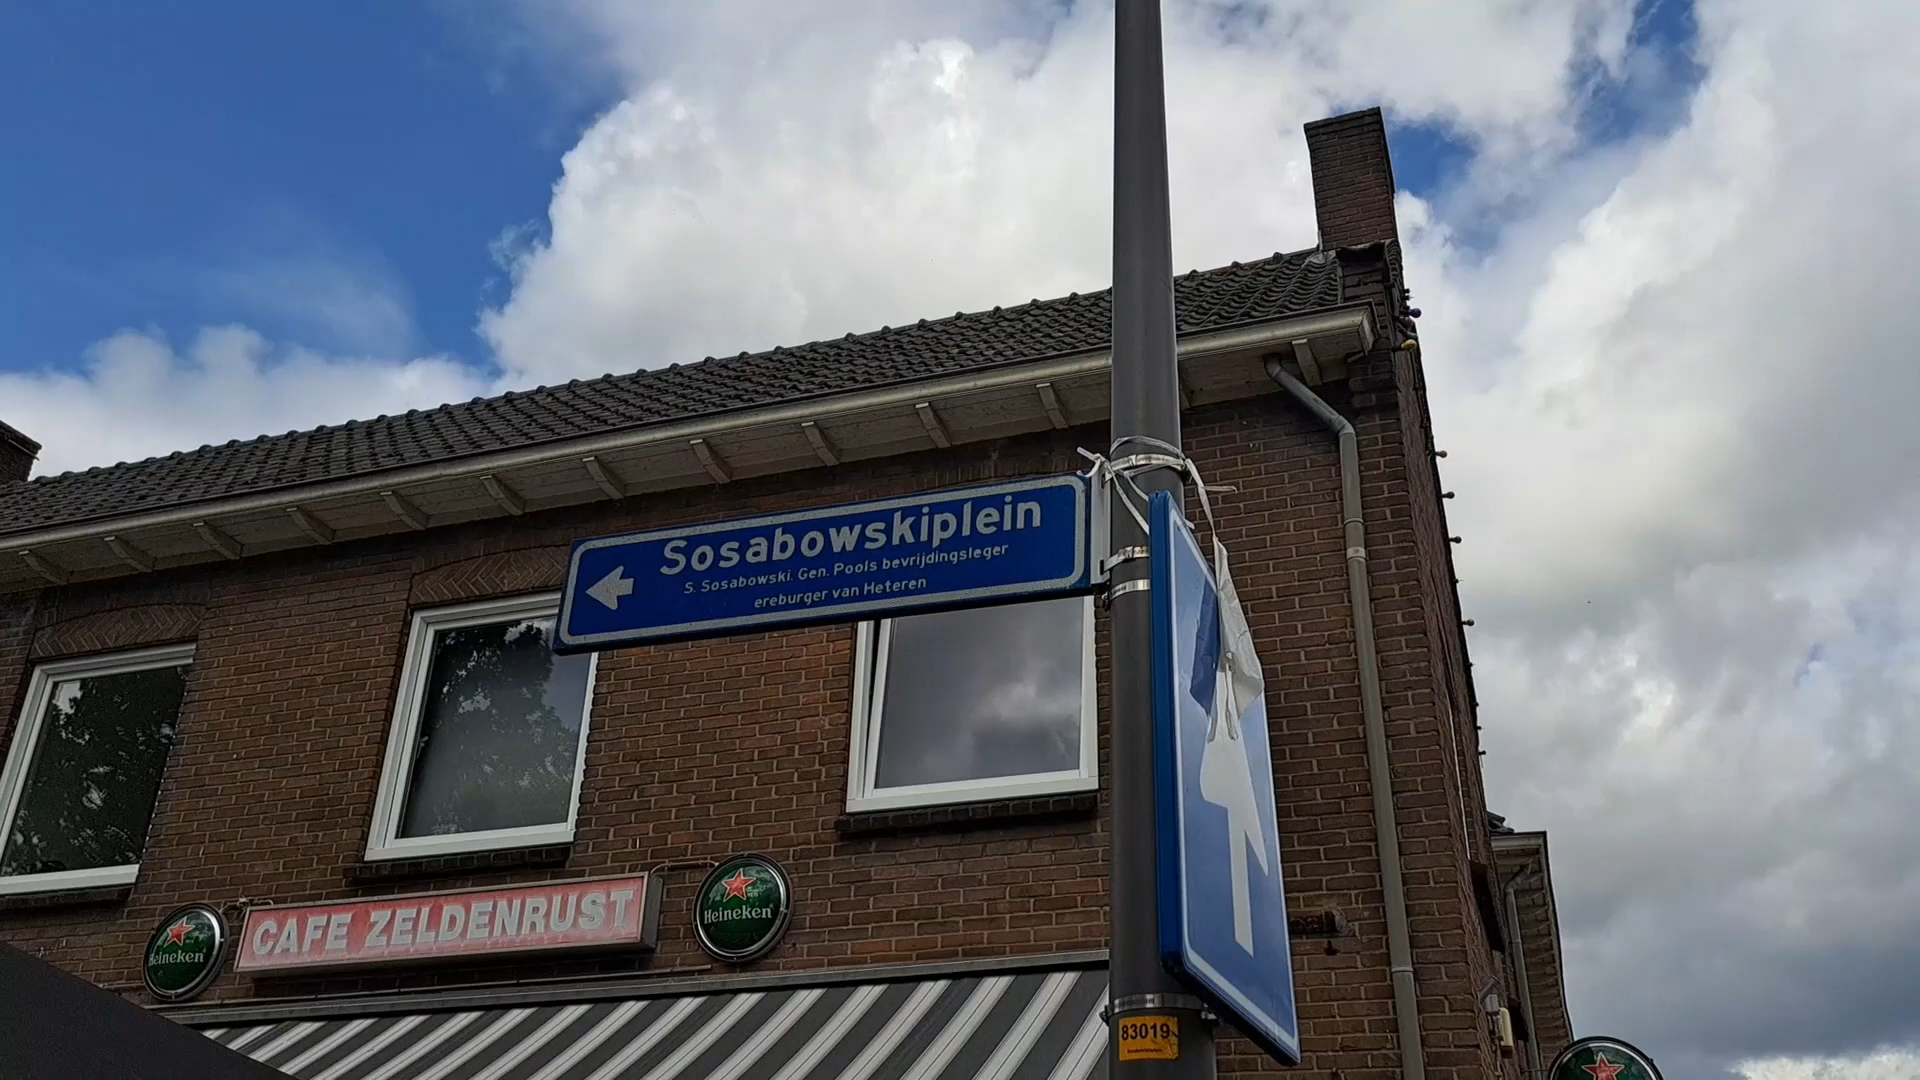 Sosabowskiplein
S. Sosabowski. Gen. Pools bevrijdingsleger
ereburger van Heteren
CAFE ZELDENRUST
Heineken
Heineken
83019